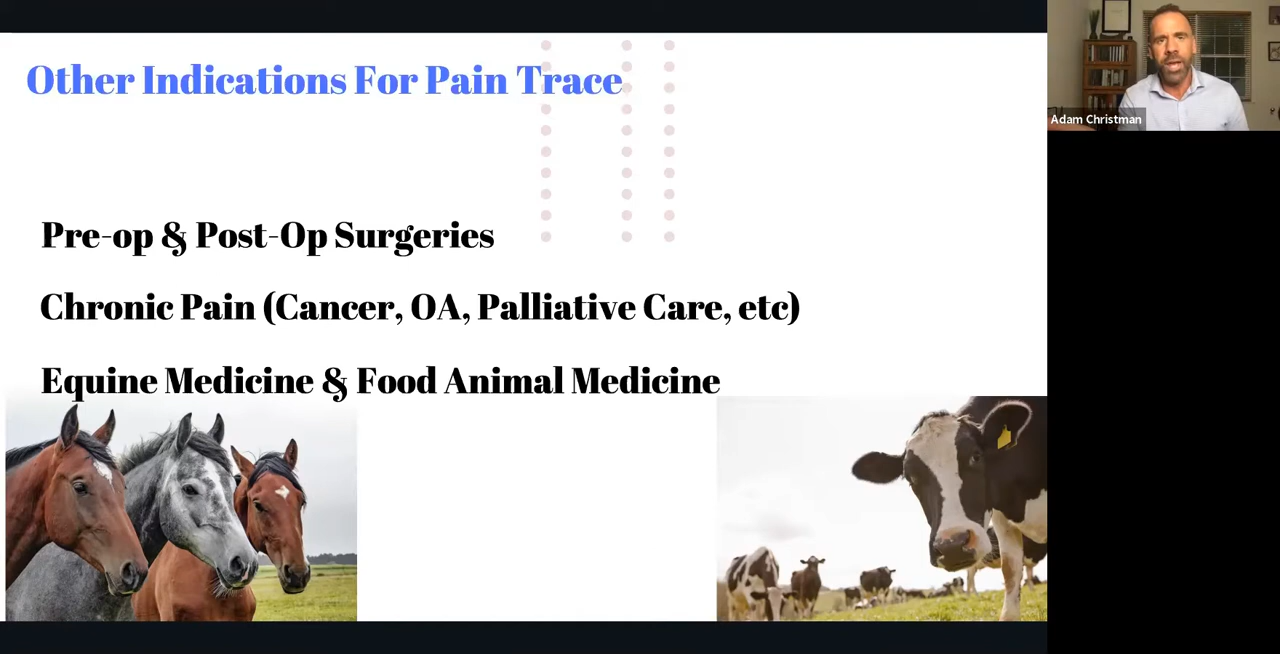 Other Indications For Pain Trace
Adam Christman
Pre-op & Post-Op Surgeries
Chronic Pain (Cancer, OA, Palliative Care, etc)
Equine Medicine & Food Animal Medicine